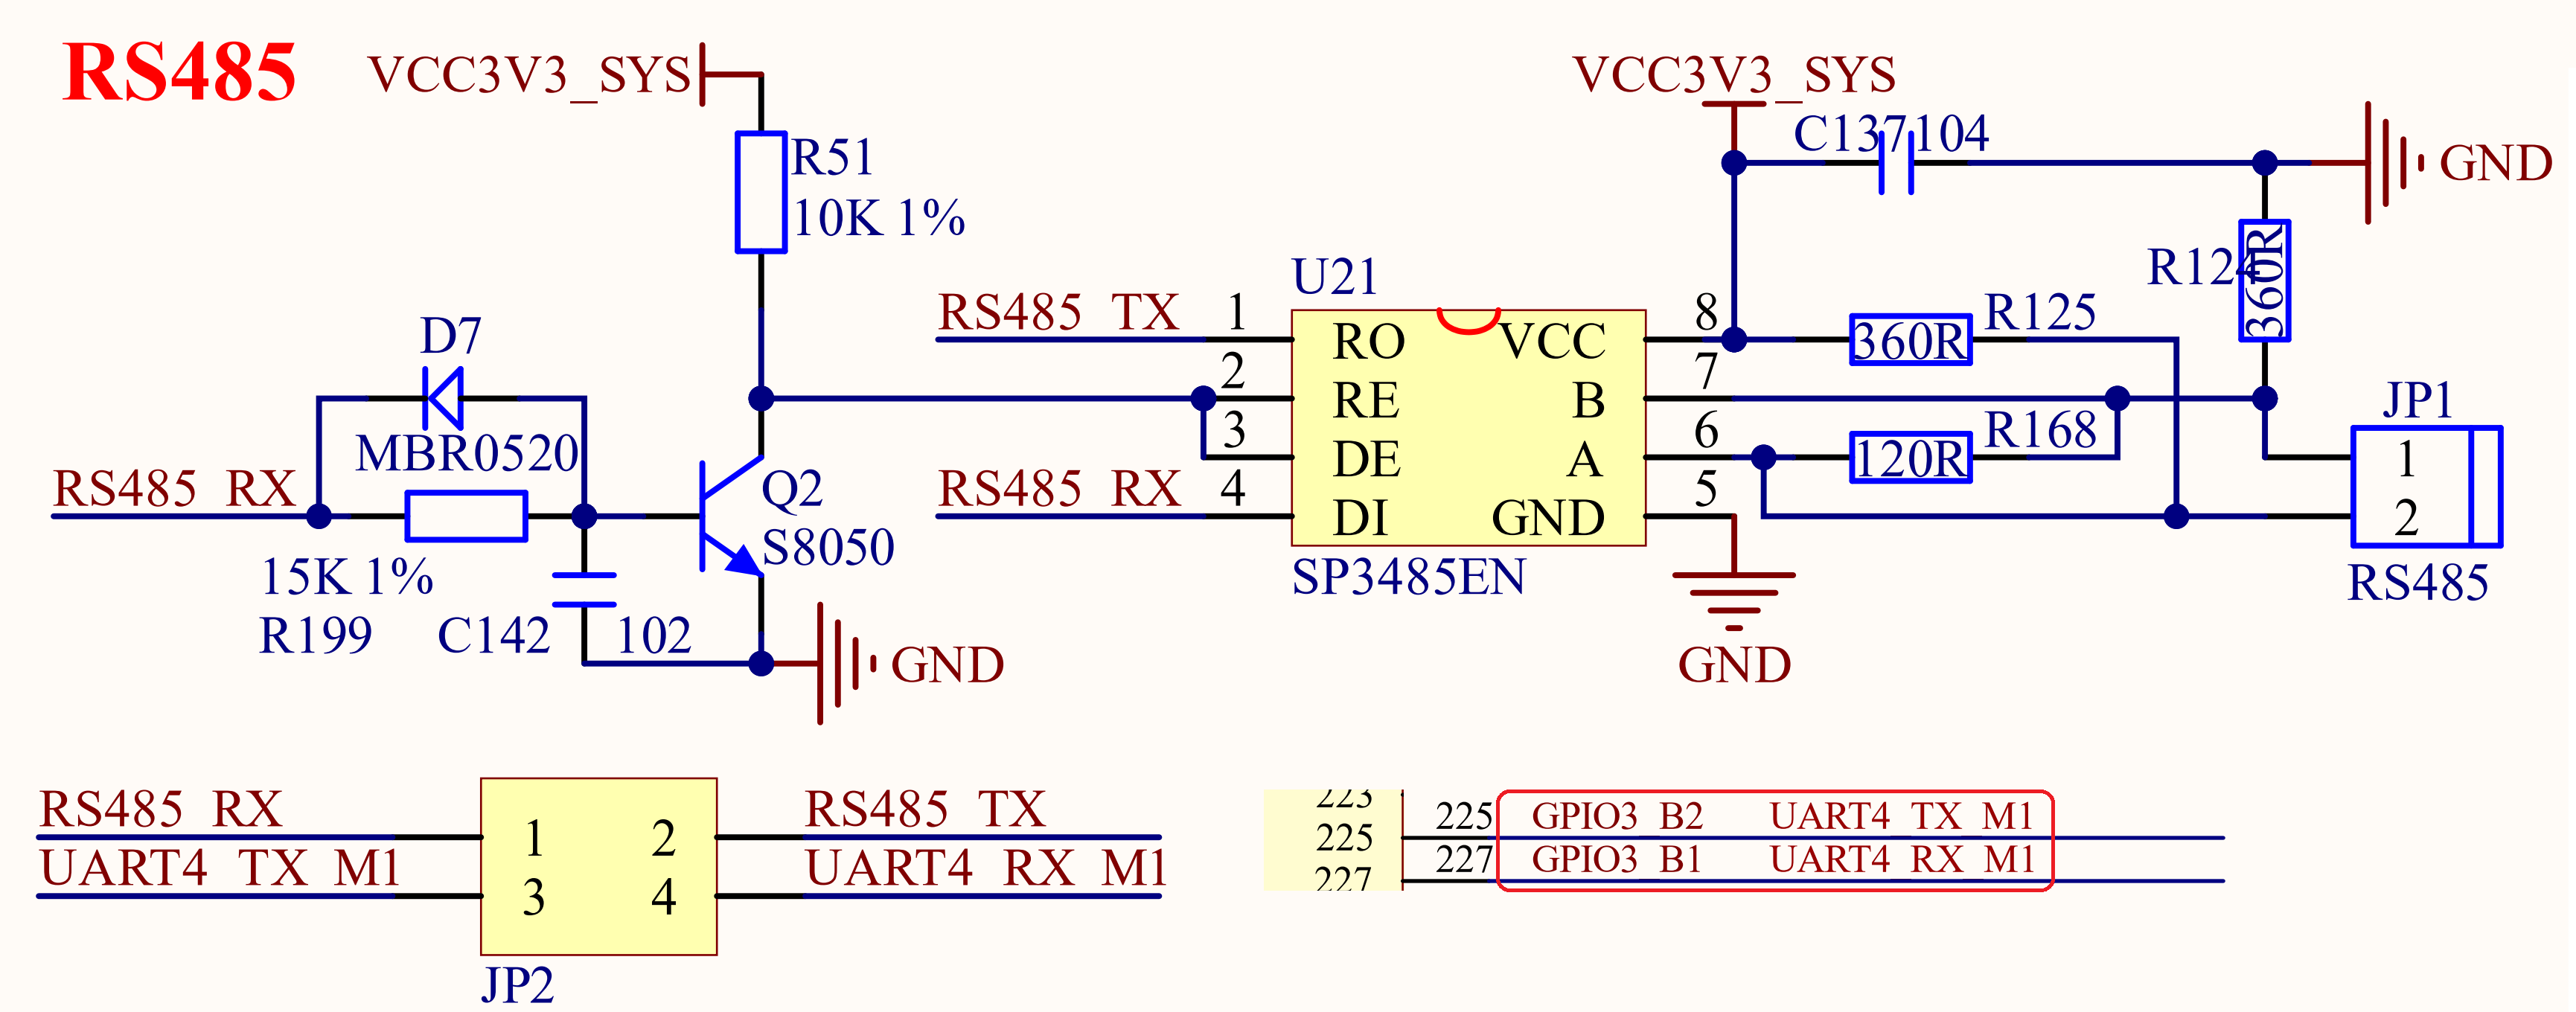 RS485
VCC3V3_SYS
R51
10K 1%
D7
MBR0520
RS485_RX
15K 1%
R199
C142
102
Q2
S8050
GND
VCC3V3_SYS
C137
104
GND
R124
360R
U21
RS485_TX
1
RO
VCC
8
360R
R125
2
RE
B
7
3
DE
A
6
120R
R168
RS485_RX
4
DI
GND
5
SP3485EN
GND
JP1
1
2
RS485
RS485_RX
1
2
RS485_TX
UART4_TX_M1
3
4
UART4_RX_M1
JP2
223
225
225
GPIO3_B2
UART4_TX_M1
227
227
GPIO3_B1
UART4_RX_M1